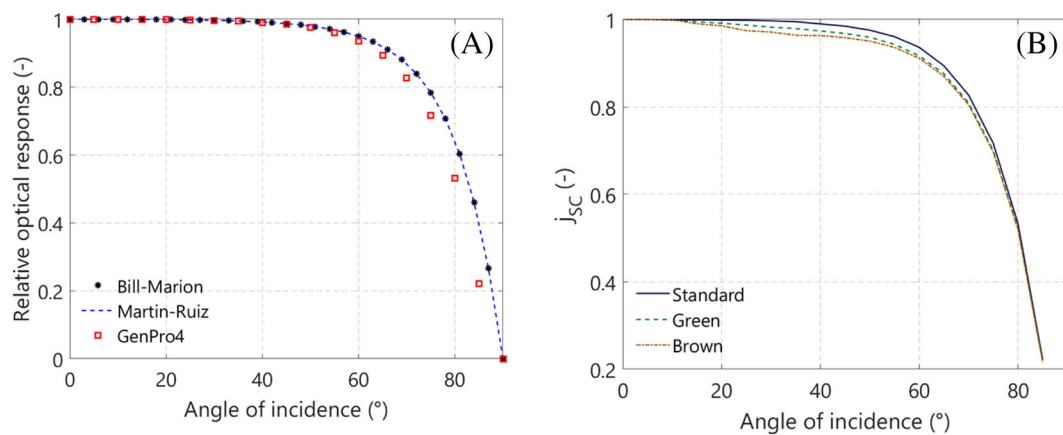 (A)
Relative optical response (-)
1
0.8
0.6
0.4
0.2
0
Bill-Marion
Martin-Ruiz
GenPro4
0 20 40 60 80
Angle of incidence (°)
(B)
jSC (-)
1
0.8
0.6
0.4
0.2
Standard
Green
Brown
0 20 40 60 80
Angle of incidence (°)